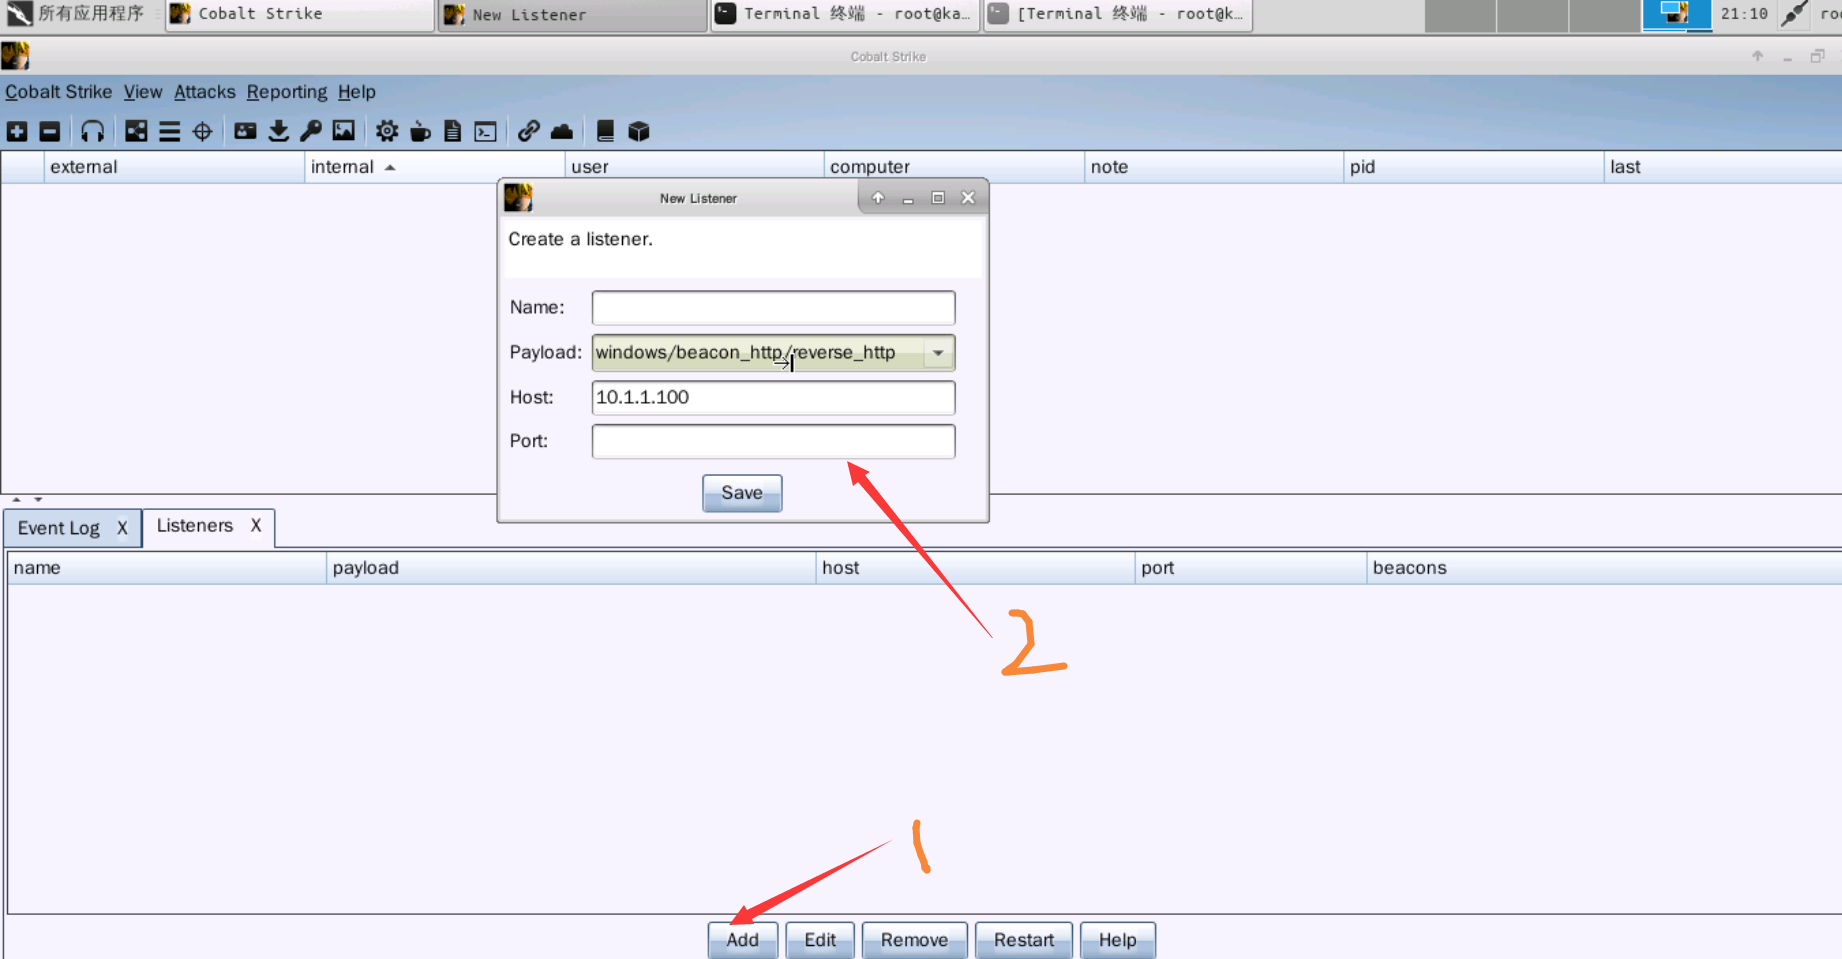 所有应用程序 Cobalt Strike New Listener Terminal 终端 - root@ka… [Terminal 终端 - root@k… 21:10
Cobalt Strike
Cobalt Strike View Attacks Reporting Help
external internal user computer note pid last
New Listener
Create a listener.
Name:
Payload: windows/beacon_http/reverse_http
Host: 10.1.1.100
Port:
Save
Event Log X Listeners X
name payload host port beacons
2
1
Add Edit Remove Restart Help